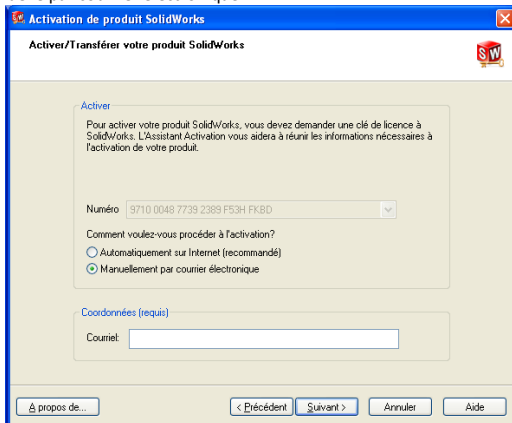 Activation de produit SolidWorks
Activer/Transférer votre produit SolidWorks
Activer
Pour activer votre produit SolidWorks, vous devez demander une clé de licence à
SolidWorks. L'Assistant Activation vous aidera à réunir les informations nécessaires à
l'activation de votre produit.
Numéro 9710 0048 7739 2389 F53H FKBD
Comment voulez-vous procéder à l'activation?
Automatiquement sur Internet (recommandé)
Manuellement par courrier électronique
Coordonnées (requis)
Courriel:
A propos de... < Précédent Suivant > Annuler Aide